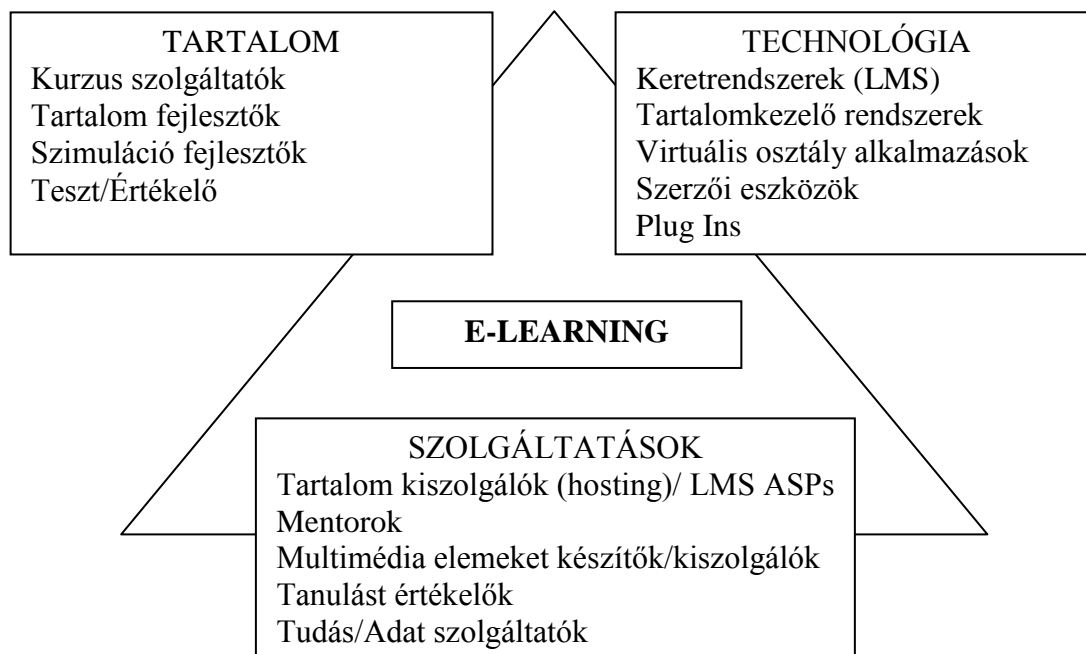 TARTALOM
Kurzus szolgáltatók
Tartalom fejlesztők
Szimuláció fejlesztők
Teszt/Értékelő
TECHNOLÓGIA
Keretrendszerek (LMS)
Tartalomkezelő rendszerek
Virtuális osztály alkalmazások
Szerzői eszközök
Plug Ins
E-LEARNING
SZOLGÁLTATÁSOK
Tartalom kiszolgálók (hosting)/ LMS ASPs
Mentorok
Multimédia elemeket készítők/kiszolgálók
Tanulást értékelők
Tudás/Adat szolgáltatók